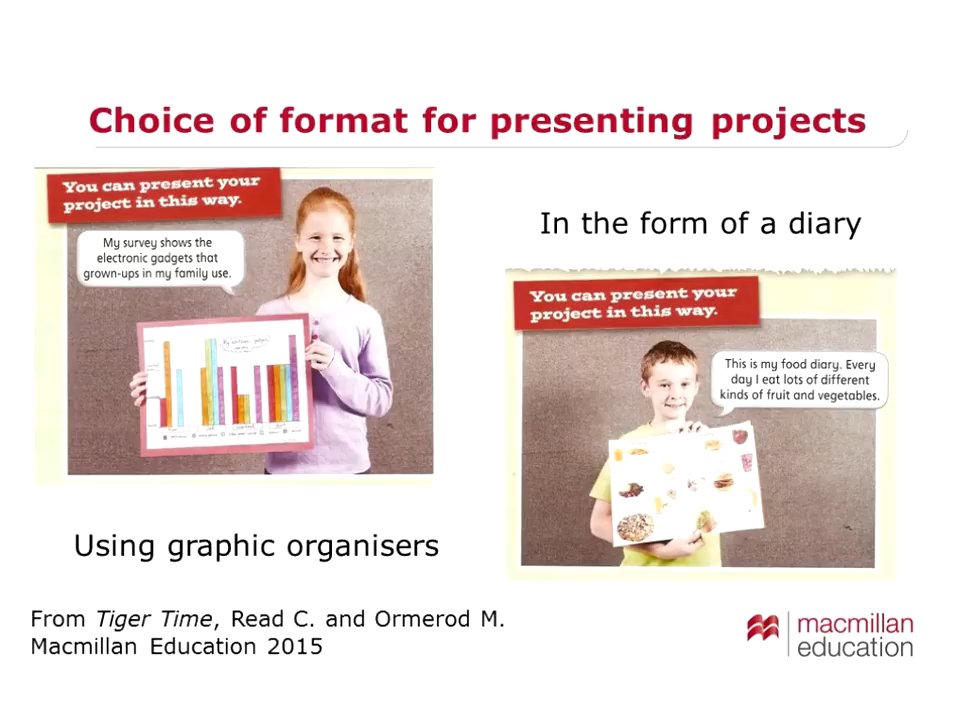 Choice of format for presenting projects
You can present your
project in this way.
My survey shows the
electronic gadgets that
grown-ups in my family use.
Using graphic organisers
In the form of a diary
You can present your
project in this way.
This is my food diary. Every
day I eat lots of different
kinds of fruit and vegetables.
From Tiger Time, Read C. and Ormerod M.
Macmillan Education 2015
macmillan
education